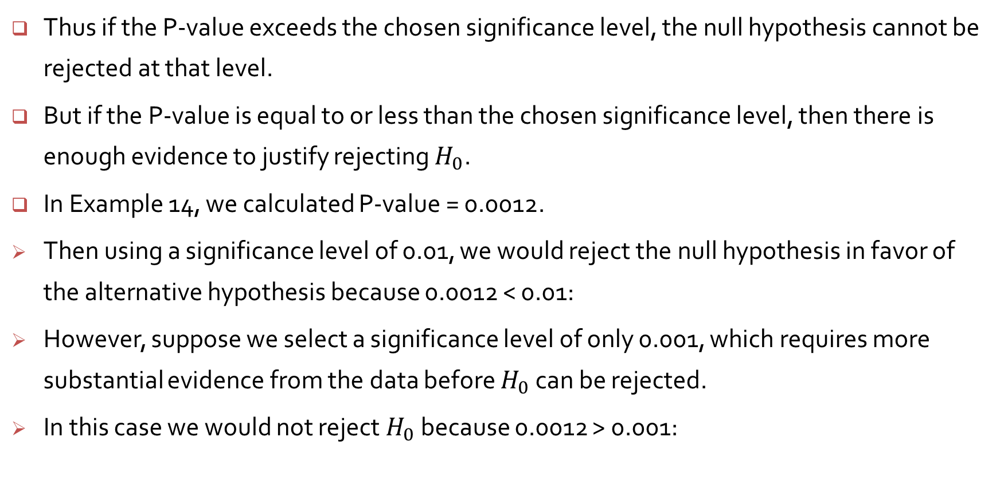 Thus if the P-value exceeds the chosen significance level, the null hypothesis cannot be
rejected at that level.
But if the P-value is equal to or less than the chosen significance level, then there is
enough evidence to justify rejecting H₀.
In Example 14, we calculated P-value = 0.0012.
Then using a significance level of 0.01, we would reject the null hypothesis in favor of
the alternative hypothesis because 0.0012 < 0.01:
However, suppose we select a significance level of only 0.001, which requires more
substantial evidence from the data before H₀ can be rejected.
In this case we would not reject H₀ because 0.0012 > 0.001: